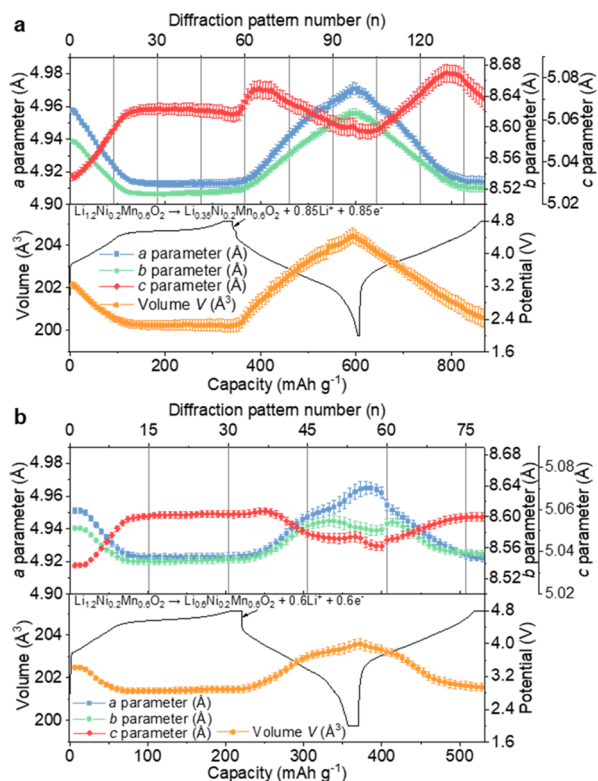 a
Diffraction pattern number (n)
0 30 60 90 120
4.98
4.96
4.94
4.92
4.90
a parameter (Å)
8.68
8.64
8.60
8.56
8.52
b parameter (Å)
5.08
5.06
5.04
5.02
c parameter (Å)
Li1.2Ni0.2Mn0.6O2 → Li0.35Ni0.2Mn0.6O2 + 0.85Li+ + 0.85e-
204
202
200
Volume (Å3)
a parameter (Å)
b parameter (Å)
c parameter (Å)
Volume V (Å3)
4.8
4.0
3.2
2.4
1.6
Potential (V)
0 200 400 600 800
Capacity (mAh g-1)
b
Diffraction pattern number (n)
0 15 30 45 60 75
4.98
4.96
4.94
4.92
4.90
a parameter (Å)
8.68
8.64
8.60
8.56
8.52
b parameter (Å)
5.08
5.06
5.04
5.02
c parameter (Å)
Li1.2Ni0.2Mn0.6O2 → Li0.6Ni0.2Mn0.6O2 + 0.6Li+ + 0.6e-
204
202
200
Volume (Å3)
a parameter (Å)
b parameter (Å)
c parameter (Å) Volume V (Å3)
4.8
4.0
3.2
2.4
1.6
Potential (V)
0 100 200 300 400 500
Capacity (mAh g-1)